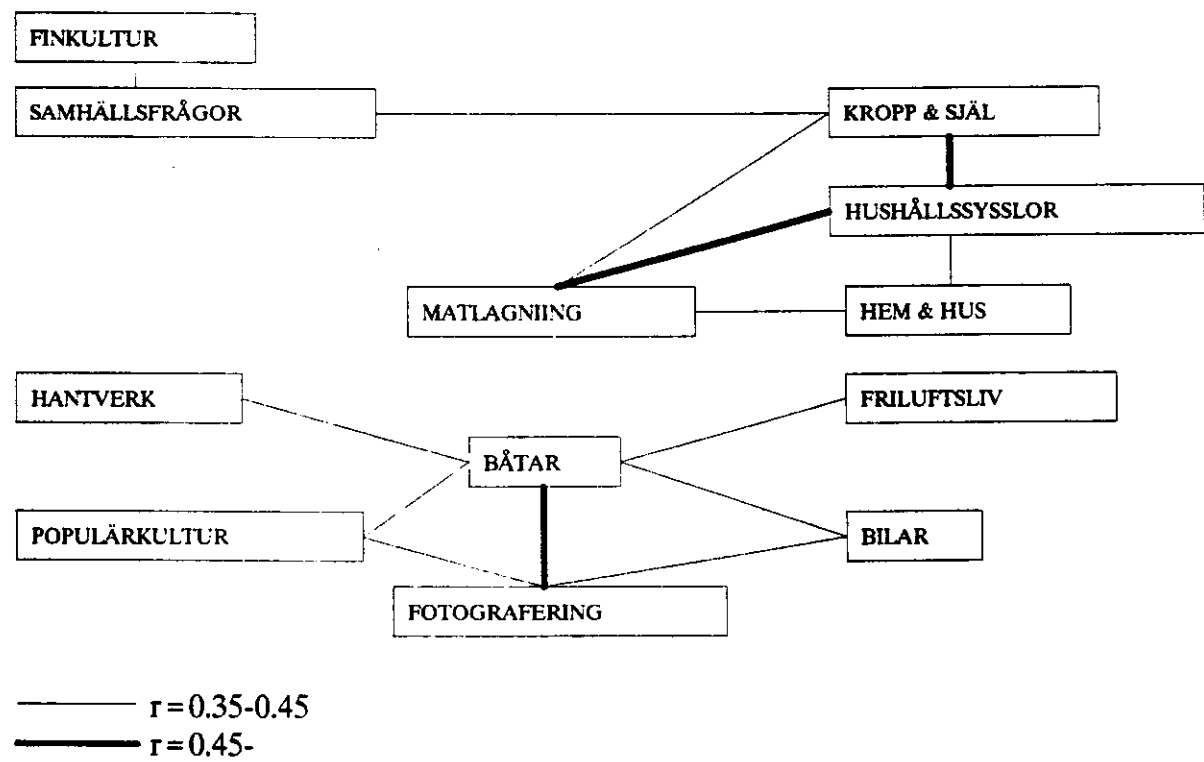 FINKULTUR
SAMHÄLLSFRÅGOR
KROPP & SJÄL
HUSHÅLLSSYSSLOR
MATLAGNIING
HEM & HUS
HANTVERK
FRILUFTSLIV
BÅTAR
POPULÄRKULTUR
BILAR
FOTOGRAFERING
r=0.35-0.45
r=0.45-